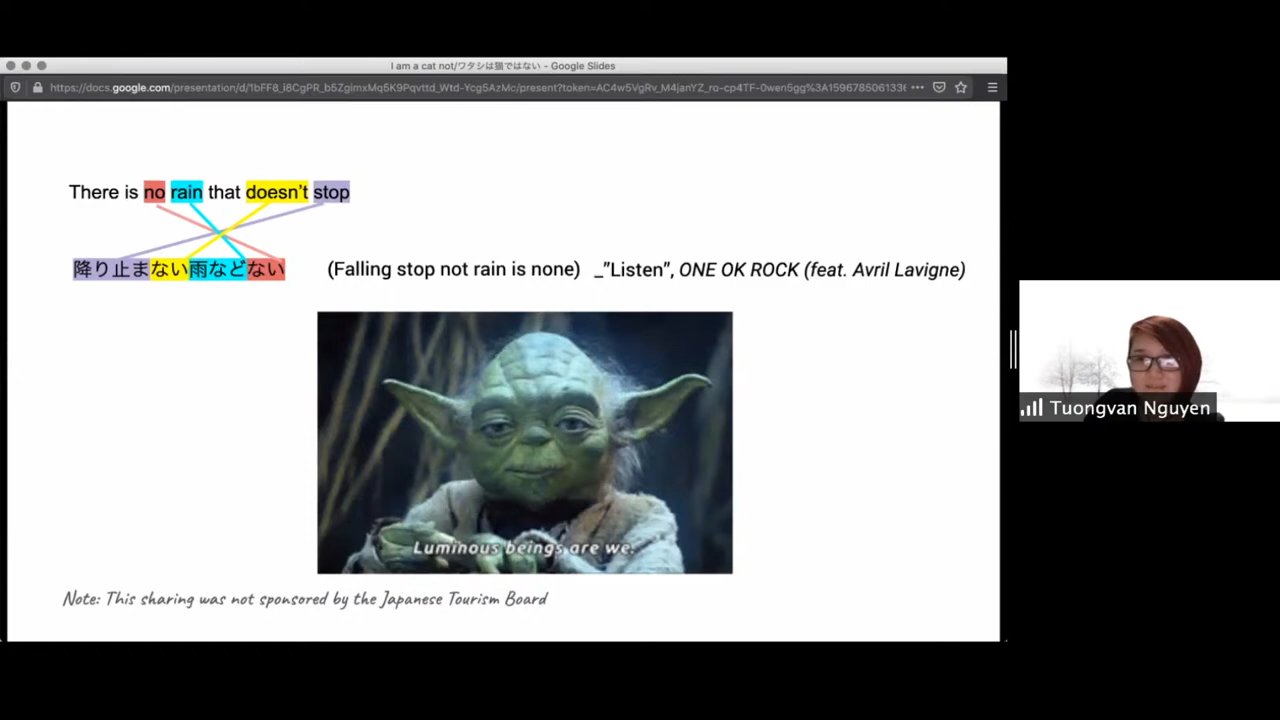 I am a cat not/ワタシは猫ではない - Google Slides
There is no rain that doesn't stop
降り止まない雨などない (Falling stop not rain is none) _"Listen", ONE OK ROCK (feat. Avril Lavigne)
Luminous beings are we.
Tuongvan Nguyen
Note: This sharing was not sponsored by the Japanese Tourism Board